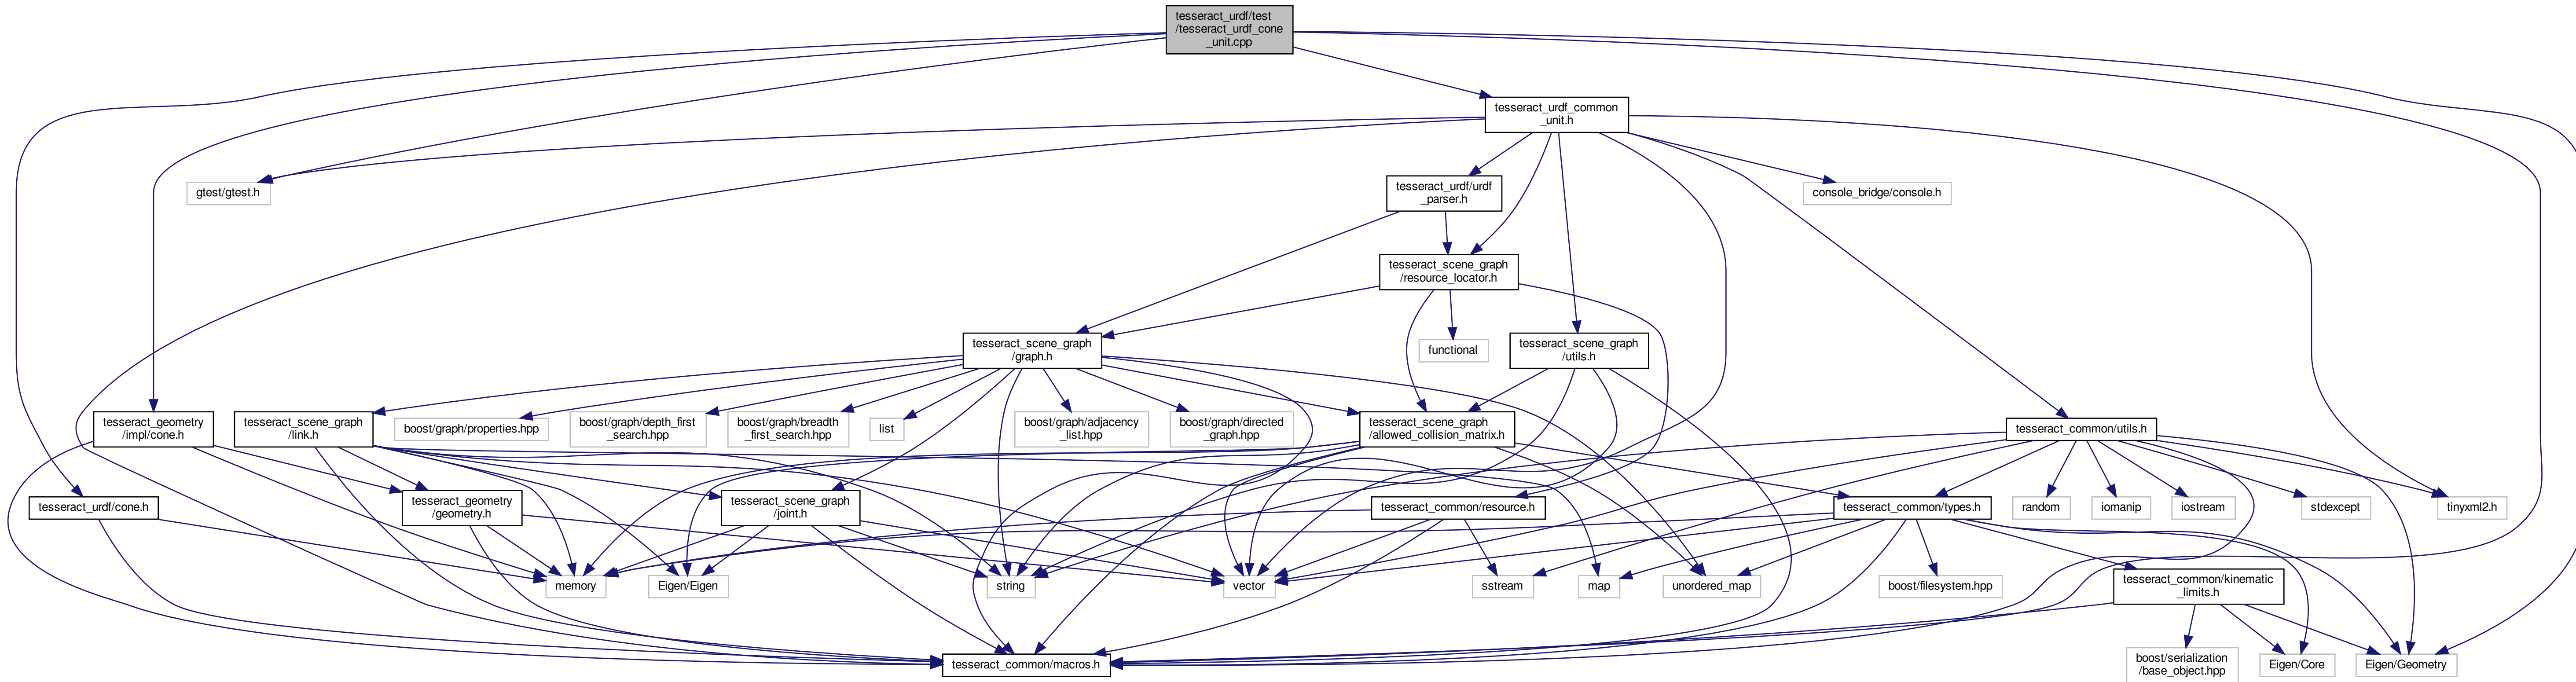 tesseract_urdf/test
/tesseract_urdf_cone
_unit.cpp
tesseract_urdf_common
_unit.h
gtest/gtest.h
tesseract_urdf/urdf
_parser.h
console_bridge/console.h
tesseract_scene_graph
/resource_locator.h
tesseract_scene_graph
/graph.h
functional
tesseract_scene_graph
/utils.h
tesseract_geometry
/impl/cone.h
tesseract_scene_graph
/link.h
boost/graph/properties.hpp
boost/graph/depth_first
_search.hpp
boost/graph/breadth
_first_search.hpp
list
boost/graph/adjacency
_list.hpp
boost/graph/directed
_graph.hpp
tesseract_scene_graph
/allowed_collision_matrix.h
tesseract_common/utils.h
tesseract_urdf/cone.h
tesseract_geometry
/geometry.h
tesseract_scene_graph
/joint.h
tesseract_common/resource.h
tesseract_common/types.h
random
iomanip
iostream
stdexcept
tinyxml2.h
memory
Eigen/Eigen
string
vector
sstream
map
unordered_map
boost/filesystem.hpp
tesseract_common/kinematic
_limits.h
tesseract_common/macros.h
boost/serialization
/base_object.hpp
Eigen/Core
Eigen/Geometry